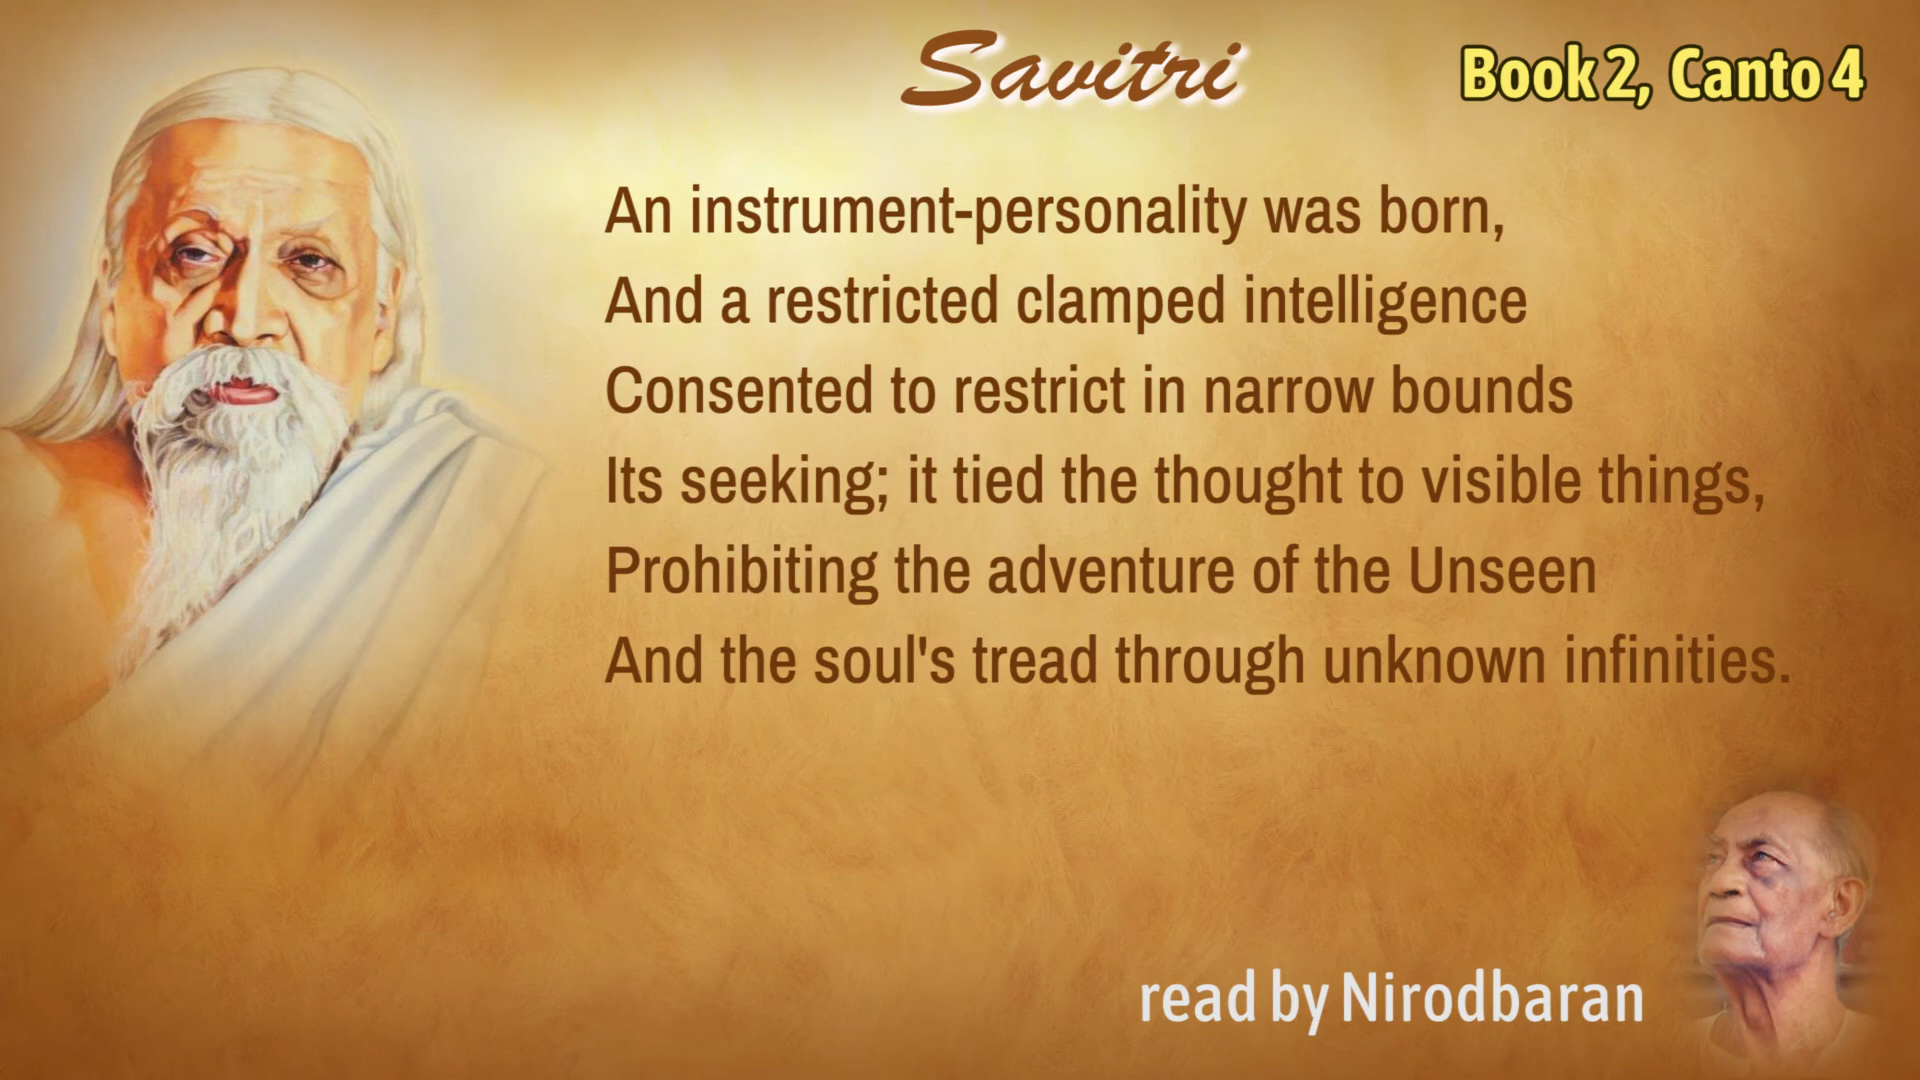 Savitri
Book 2, Canto 4
An instrument-personality was born,
And a restricted clamped intelligence
Consented to restrict in narrow bounds
Its seeking; it tied the thought to visible things,
Prohibiting the adventure of the Unseen
And the soul's tread through unknown infinities.
read by Nirodbaran